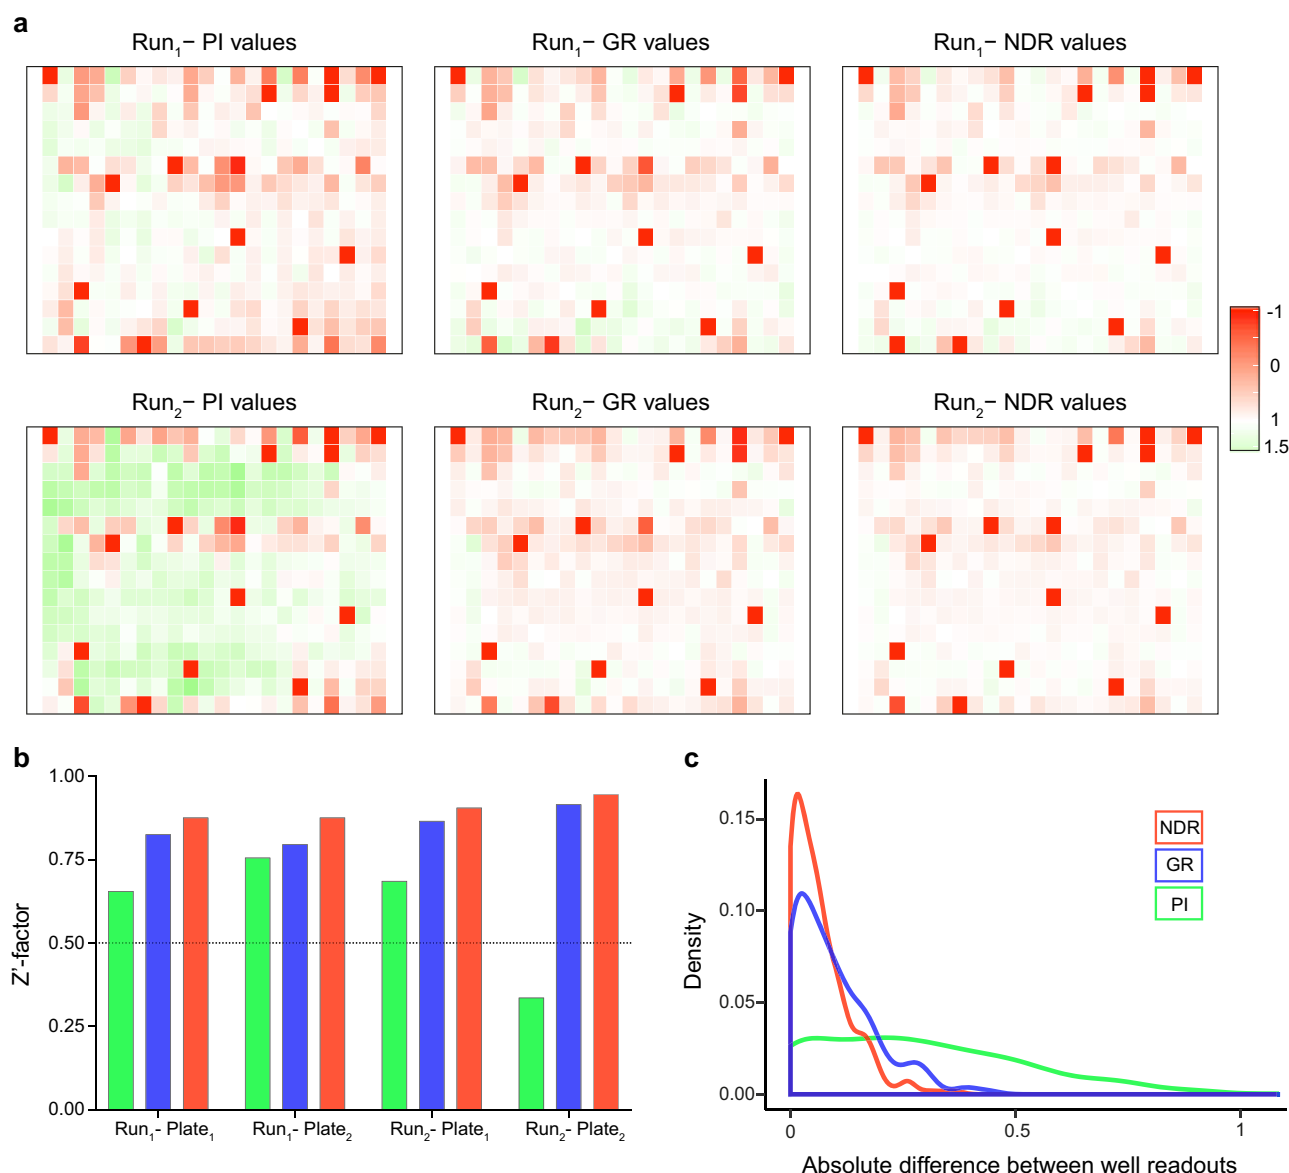 a
Run₁– PI values
Run₁– GR values
Run₁– NDR values
-1
0
1
1.5
Run₂– PI values
Run₂– GR values
Run₂– NDR values
b
Z'-factor
1.00
0.75
0.50
0.25
0.00
Run₁- Plate₁
Run₁- Plate₂
Run₂- Plate₁
Run₂- Plate₂
c
Density
0.15
0.10
0.05
0.00
0
0.5
1
Absolute difference between well readouts
NDR
GR
PI